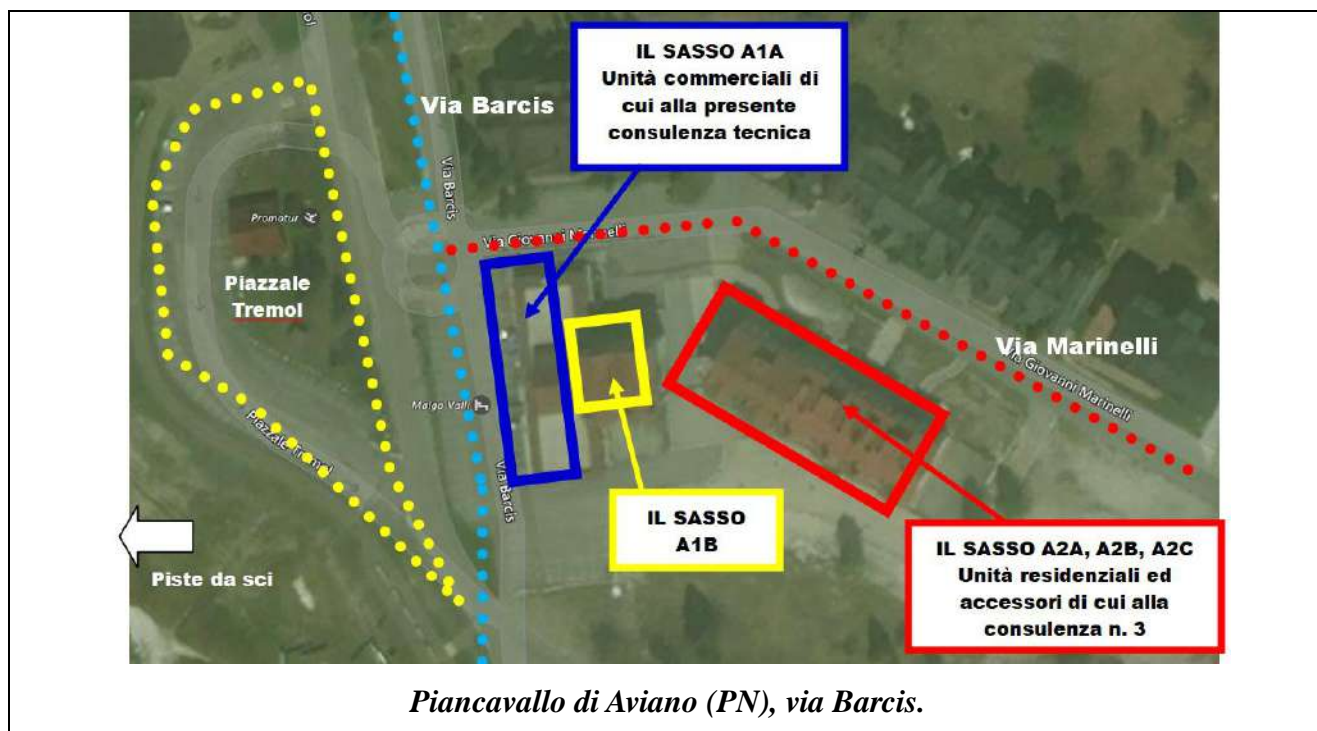 ol
IL SASSO A1A
Unità commerciali di
cui alla presente
consulenza tecnica
Via Barcis
Via Barcis
Promotur
Via Giovanni Marinelli
Piazzale
Tremol
Via Marinelli
Via Giovanni Marinelli
Malga Valli
Piazzale Tremol
Via Barcis
IL SASSO
A1B
IL SASSO A2A, A2B, A2C
Unità residenziali ed
accessori di cui alla
consulenza n. 3
Piste da sci
Piancavallo di Aviano (PN), via Barcis.